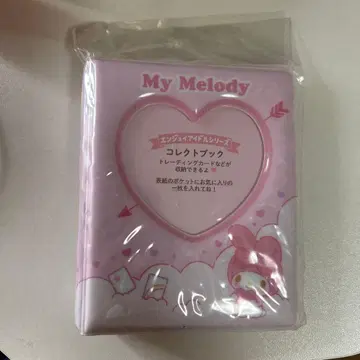 My Melody
エンジョイアイドルシリーズ
コレクトブック
トレーディングカードなどが
収納できるよ
表紙のポケットにお気に入りの
一枚を入れてね!